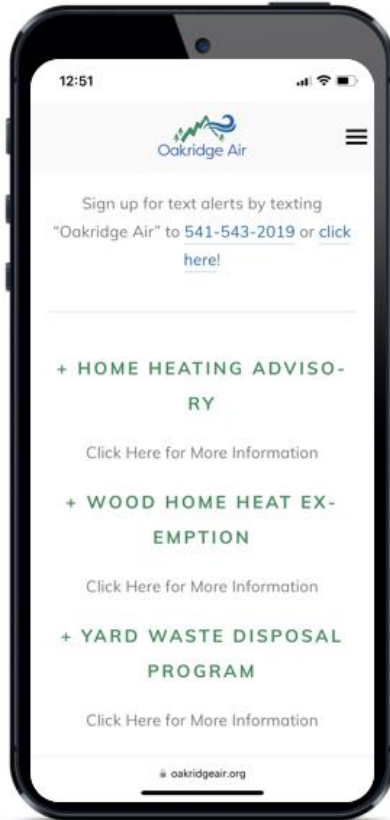 12:51
Oakridge Air
Sign up for text alerts by texting
"Oakridge Air" to 541-543-2019 or click
here!
+ HOME HEATING ADVISO-
RY
Click Here for More Information
+ WOOD HOME HEAT EX-
EMPTION
Click Here for More Information
+ YARD WASTE DISPOSAL
PROGRAM
Click Here for More Information
oakridgeair.org